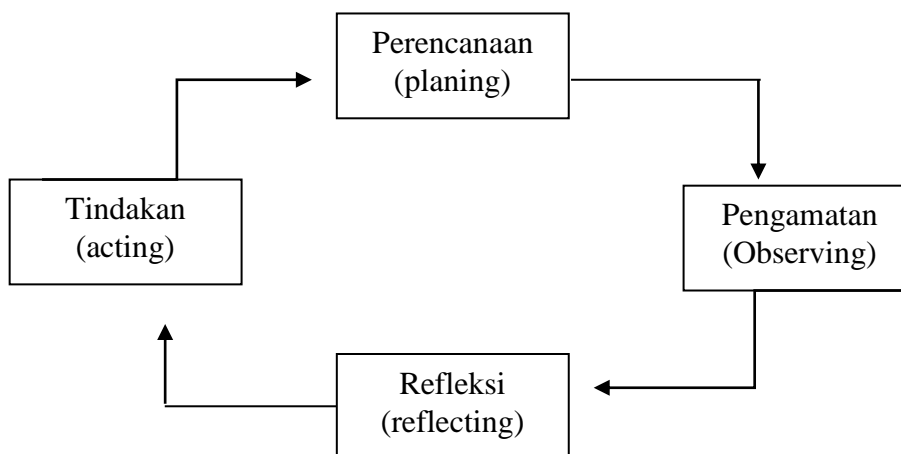 Perencanaan
(planing)
Tindakan
(acting)
Pengamatan
(Observing)
Refleksi
(reflecting)